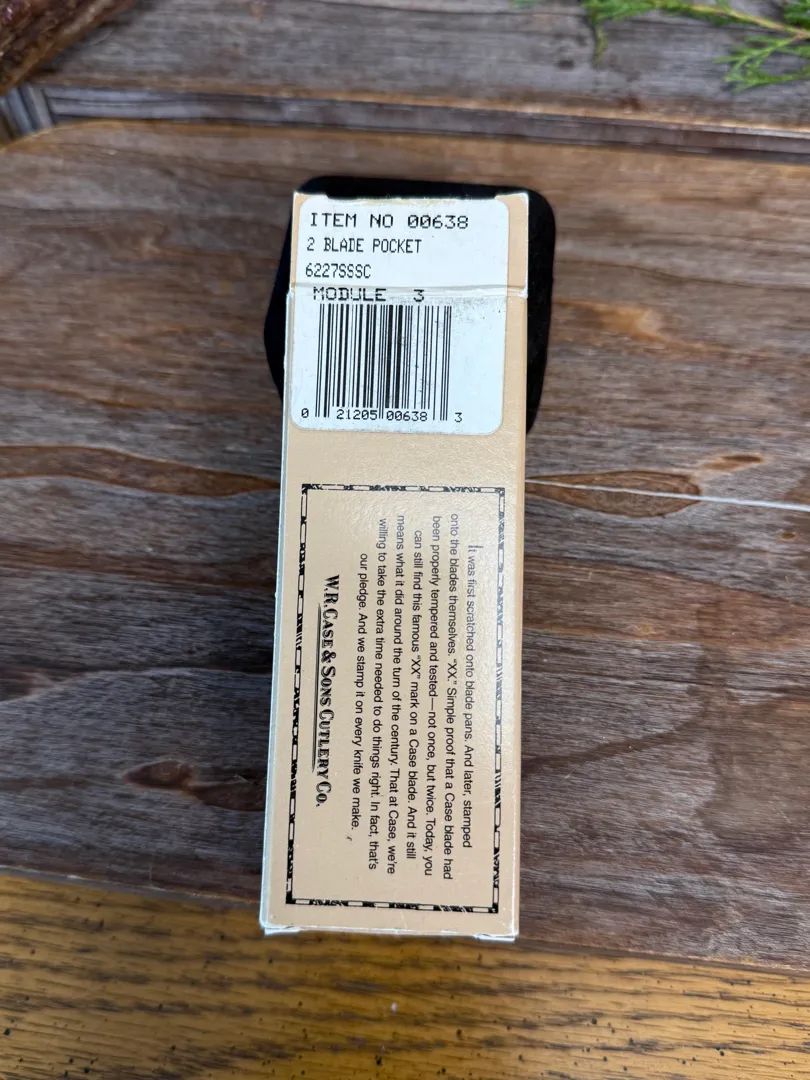 ITEM NO 00638
2 BLADE POCKET
6227SSSC
MODULE 3
0 21205 00638 3
It was first scratched onto blade pans. And later, stamped
onto the blades themselves. “XX.” Simple proof that a Case blade had
been properly tempered and tested—not once, but twice. Today, you
can still find this famous “XX” mark on a Case blade. And it still
means what it did around the turn of the century. That at Case, we're
willing to take the extra time needed to do things right. In fact, that's
our pledge. And we stamp it on every knife we make.
W.R. CASE & SONS CUTLERY CO.